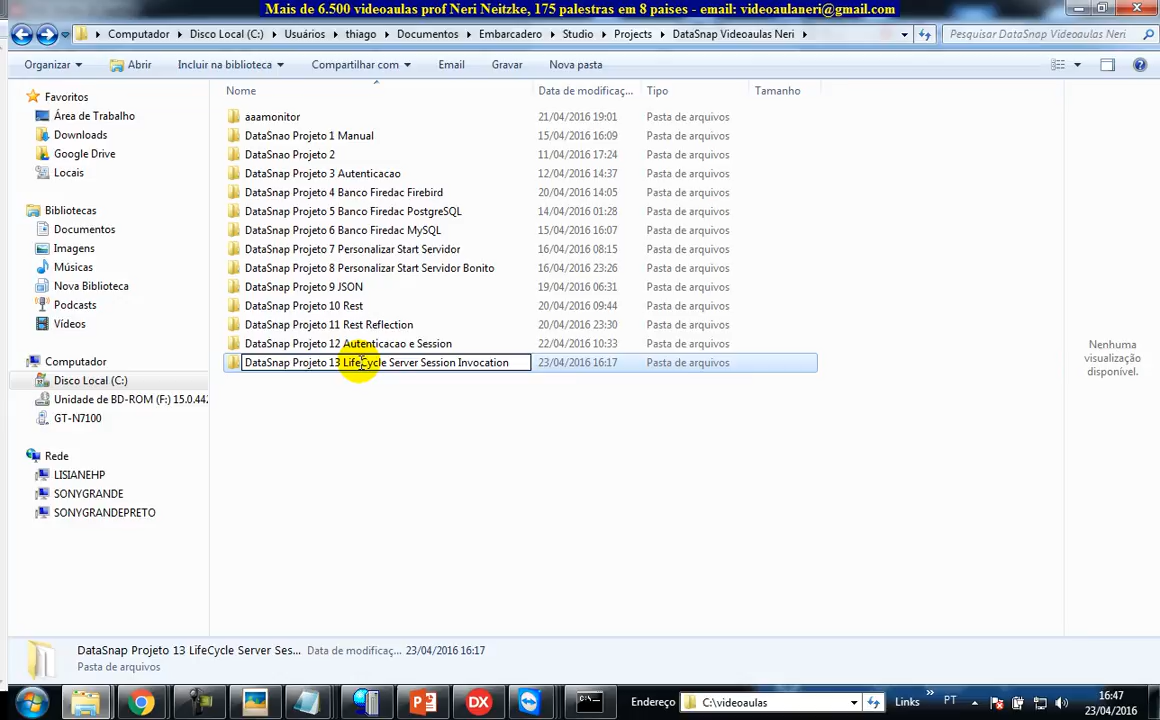 Mais de 6.500 videoaulas prof Neri Neitzke, 175 palestras em 8 paises - email: videoaulaneri@gmail.com
Computador Disco Local (C:) Usuários thiago Documentos Embarcadero Studio Projects DataSnap Videoaulas Neri Pesquisar DataSnap Videoaulas Neri
Organizar Abrir Incluir na biblioteca Compartilhar com Email Gravar Nova pasta
Nome Data de modificaç... Tipo Tamanho
Favoritos
Área de Trabalho
Downloads
Google Drive
Locais
Bibliotecas
Documentos
Imagens
Músicas
Nova Biblioteca
Podcasts
Vídeos
Computador
Disco Local (C:)
Unidade de BD-ROM (F:) 15.0.442
GT-N7100
Rede
LISIANEHP
SONYGRANDE
SONYGRANDEPRETO
aaamonitor 21/04/2016 19:01 Pasta de arquivos
DataSnao Projeto 1 Manual 15/04/2016 16:09 Pasta de arquivos
DataSnao Projeto 2 11/04/2016 17:24 Pasta de arquivos
DataSnap Projeto 3 Autenticacao 12/04/2016 14:37 Pasta de arquivos
DataSnap Projeto 4 Banco Firedac Firebird 20/04/2016 14:05 Pasta de arquivos
DataSnap Projeto 5 Banco Firedac PostgreSQL 14/04/2016 01:28 Pasta de arquivos
DataSnap Projeto 6 Banco FireDac MySQL 15/04/2016 16:07 Pasta de arquivos
DataSnap Projeto 7 Personalizar Start Servidor 16/04/2016 08:15 Pasta de arquivos
DataSnap Projeto 8 Personalizar Start Servidor Bonito 16/04/2016 23:26 Pasta de arquivos
DataSnap Projeto 9 JSON 19/04/2016 06:31 Pasta de arquivos
DataSnap Projeto 10 Rest 20/04/2016 09:44 Pasta de arquivos
DataSnap Projeto 11 Rest Reflection 20/04/2016 23:30 Pasta de arquivos
DataSnap Projeto 12 Autenticacao e Session 22/04/2016 10:33 Pasta de arquivos
DataSnap Projeto 13 LifeCycle Server Session Invocation 23/04/2016 16:17 Pasta de arquivos
Nenhuma
visualização
disponível.
DataSnap Projeto 13 LifeCycle Server Ses... Data de modificaç... 23/04/2016 16:17
Pasta de arquivos
DX
Endereço C:\videoaulas Links » PT 16:47
23/04/2016